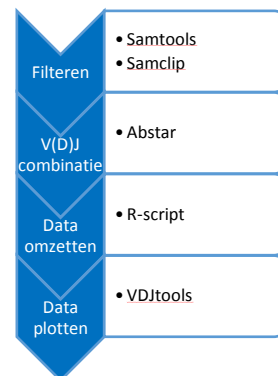 Filteren
• Samtools
• Samclip
V(D)J
combinatie
• Abstar
Data
omzetten
• R-script
Data
plotten
• VDJtools